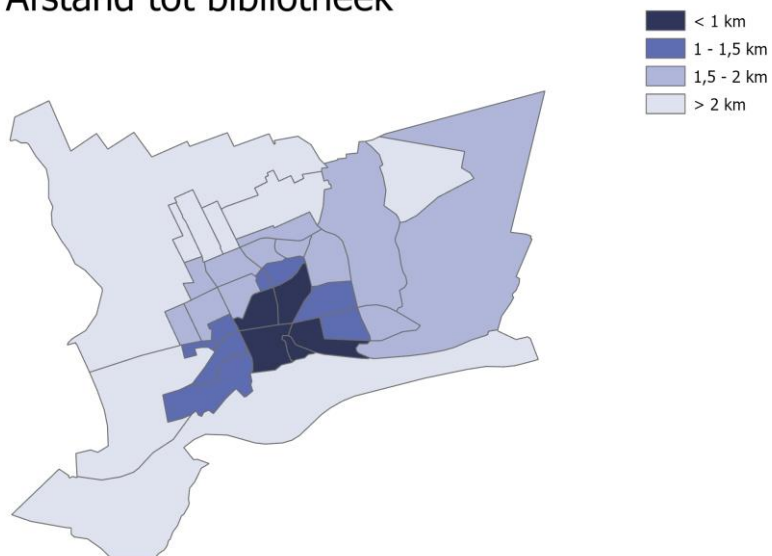 Afstand tot bibliotheek
< 1 km
1 - 1,5 km
1,5 - 2 km
> 2 km